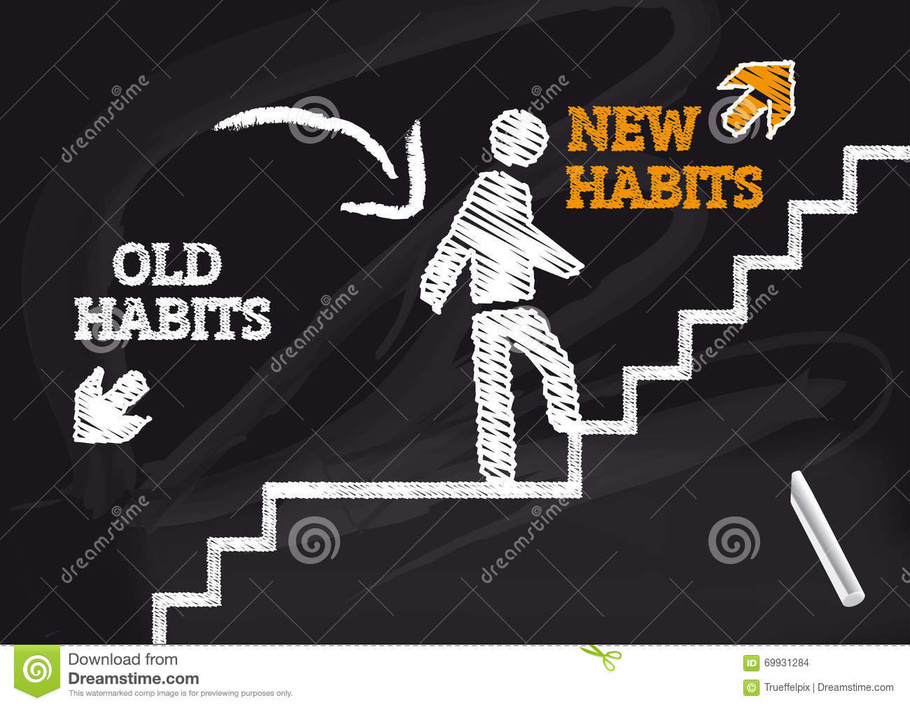 NEW
HABITS
OLD
HABITS
dreamstime
dreamstime
dreamstime
dreamstime
dreamstime
dreamstime
dreamstime
Download from
Dreamstime.com
This watermarked comp image is for previewing purposes only.
ID 69931284
© Trueffelpix | Dreamstime.com